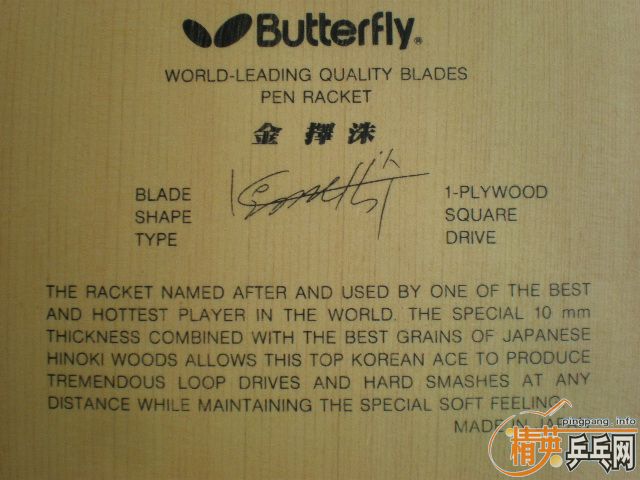 Butterfly®
WORLD-LEADING QUALITY BLADES
PEN RACKET
金擇洙
BLADE 1-PLYWOOD
SHAPE SQUARE
TYPE DRIVE
THE RACKET NAMED AFTER AND USED BY ONE OF THE BEST
AND HOTTEST PLAYER IN THE WORLD. THE SPECIAL 10 mm
THICKNESS COMBINED WITH THE BEST GRAINS OF JAPANESE
HINOKI WOODS ALLOWS THIS TOP KOREAN ACE TO PRODUCE
TREMENDOUS LOOP DRIVES AND HARD SMASHES AT ANY
DISTANCE WHILE MAINTAINING THE SPECIAL SOFT FEELING.
MADE IN JAPAN
pingpang.info
精英乒乓网